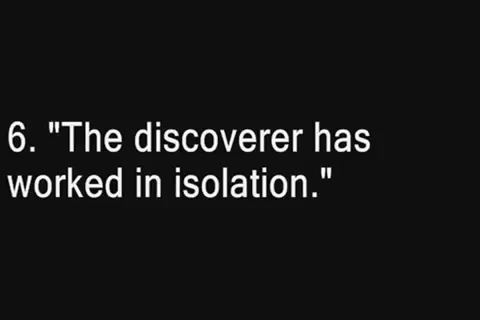 6. "The discoverer has
worked in isolation."